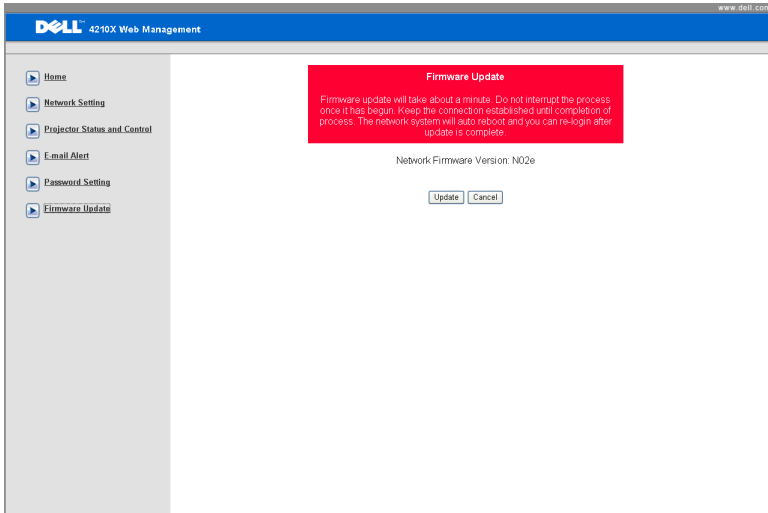 www.dell.com
DELL™ 4210X Web Management
Home
Network Setting
Projector Status and Control
E-mail Alert
Password Setting
Firmware Update
Firmware Update
Firmware update will take about a minute. Do not interrupt the process
once it has begun. Keep the connection established until completion of
process. The network system will auto reboot and you can re-login after
update is complete.
Network Firmware Version: N02e
Update Cancel